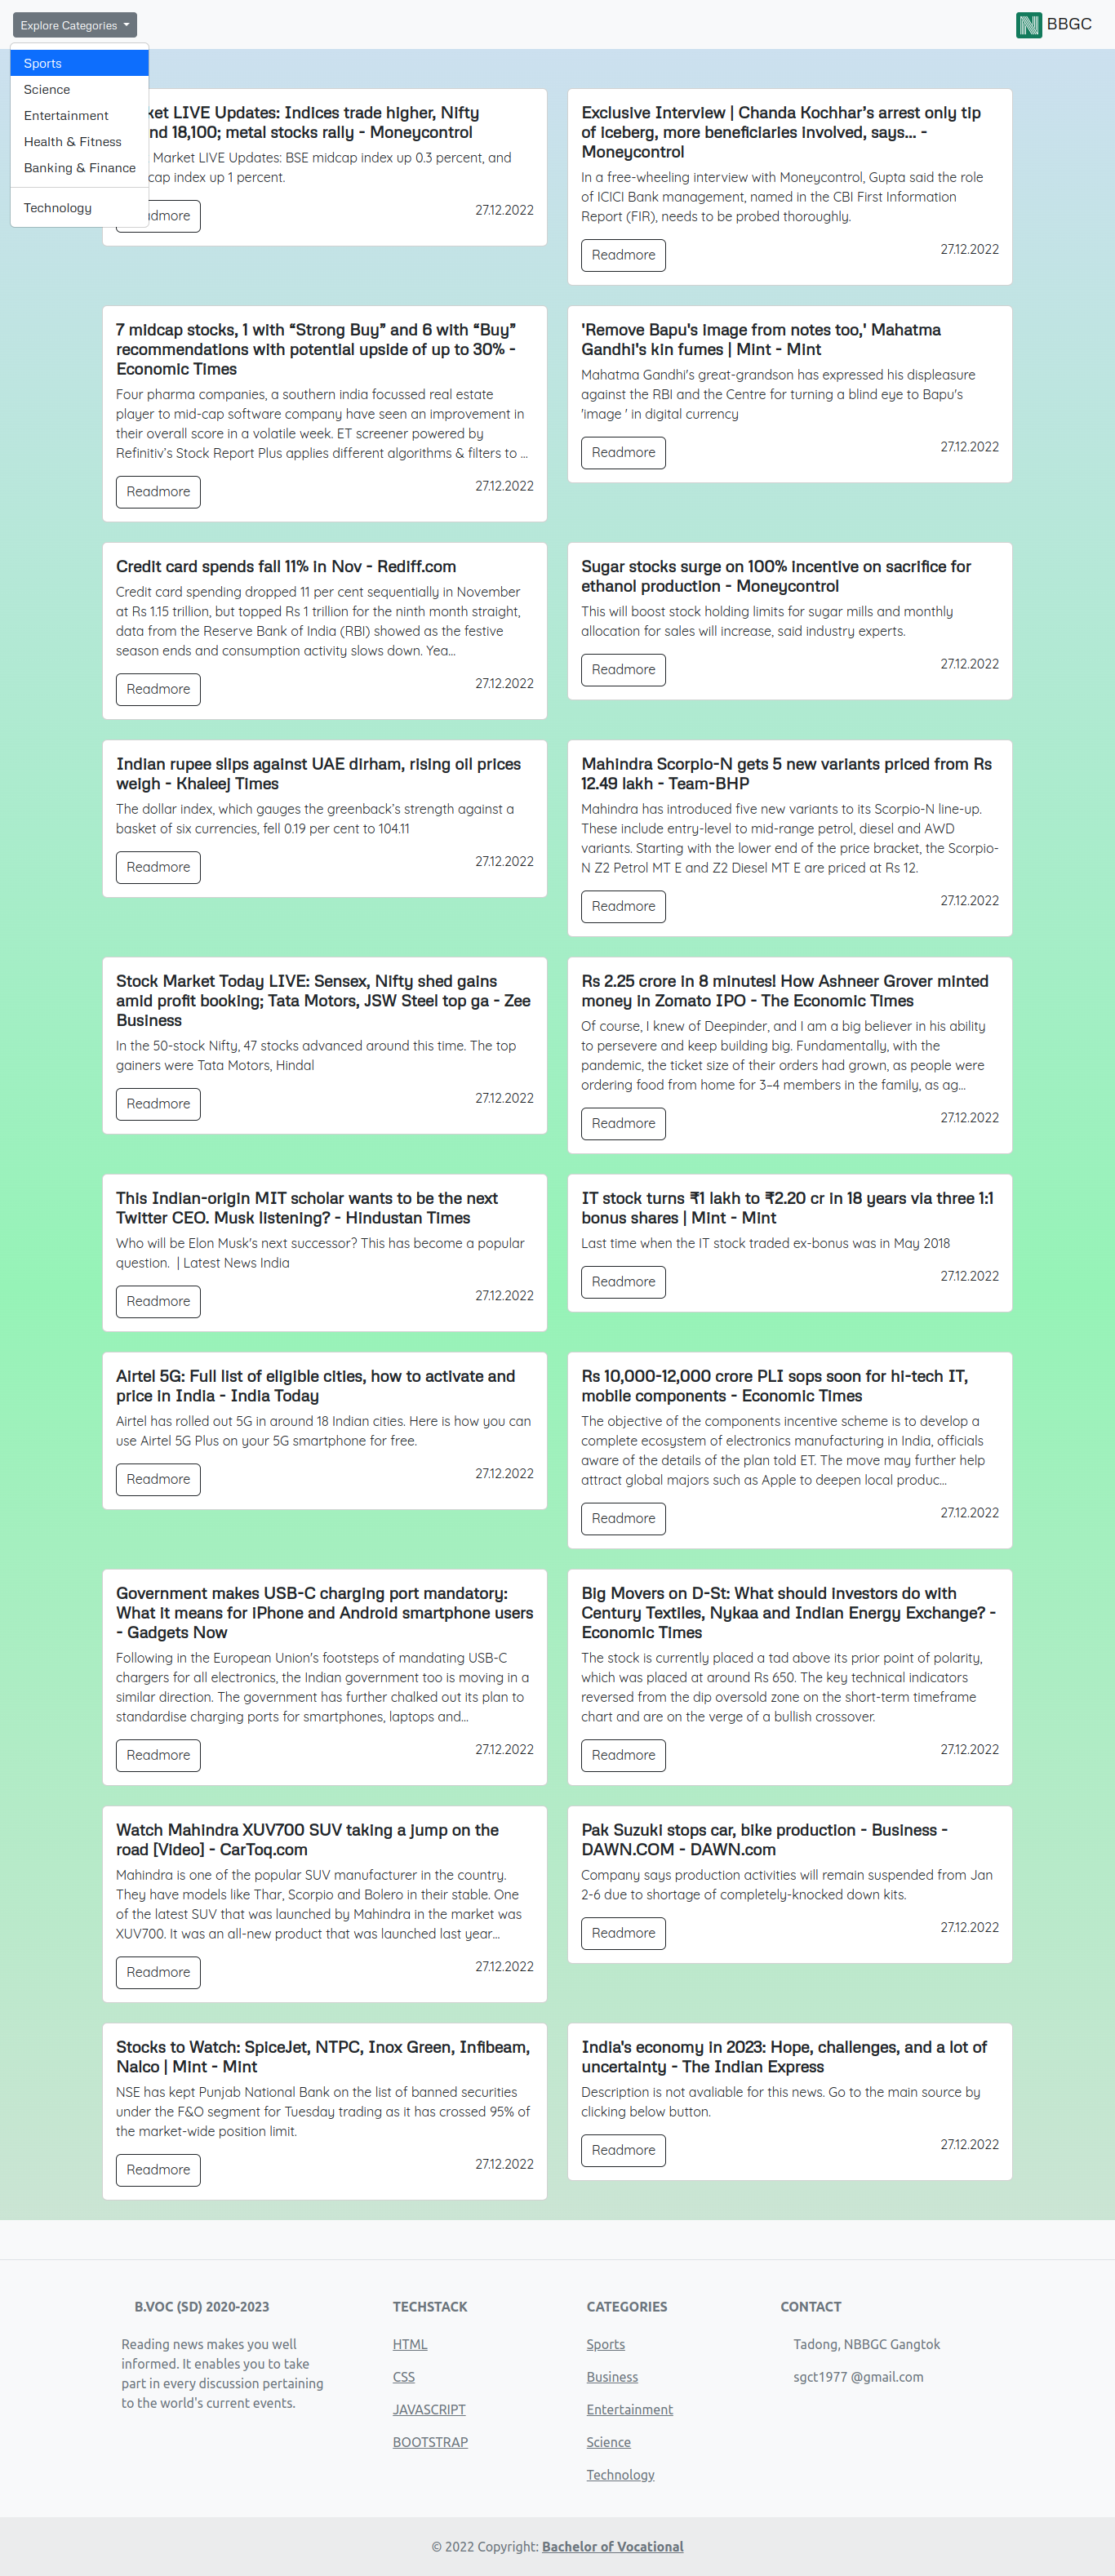 Explore Categories
BBGC
Sports
Science
Entertainment
Health & Fitness
Banking & Finance
Technology
LIVE Updates: Indices trade higher, Nifty
18,100; metal stocks rally - Moneycontrol
Market LIVE Updates: BSE midcap index up 0.3 percent, and
index up 1 percent.
27.12.2022
Exclusive Interview | Chanda Kochhar's arrest only tip
of iceberg, more beneficiaries involved, says... -
Moneycontrol
In a free-wheeling interview with Moneycontrol, Gupta said the role
of ICICI Bank management, named in the CBI First Information
Report (FIR), needs to be probed thoroughly.
Readmore
27.12.2022
7 midcap stocks, 1 with “Strong Buy” and 6 with “Buy”
recommendations with potential upside of up to 30% -
Economic Times
Four pharma companies, a southern india focussed real estate
player to mid-cap software company have seen an improvement in
their overall score in a volatile week. ET screener powered by
Refinitiv’s Stock Report Plus applies different algorithms & filters to ...
Readmore
27.12.2022
'Remove Bapu's image from notes too,' Mahatma
Gandhi's kin fumes | Mint - Mint
Mahatma Gandhi's great-grandson has expressed his displeasure
against the RBI and the Centre for turning a blind eye to Bapu's
'image ' in digital currency
Readmore
27.12.2022
Credit card spends fall 11% in Nov - Rediff.com
Credit card spending dropped 11 per cent sequentially in November
at Rs 1.15 trillion, but topped Rs 1 trillion for the ninth month straight,
data from the Reserve Bank of India (RBI) showed as the festive
season ends and consumption activity slows down. Yea...
Readmore
27.12.2022
Sugar stocks surge on 100% incentive on sacrifice for
ethanol production - Moneycontrol
This will boost stock holding limits for sugar mills and monthly
allocation for sales will increase, said industry experts.
Readmore
27.12.2022
Indian rupee slips against UAE dirham, rising oil prices
weigh - Khaleej Times
The dollar index, which gauges the greenback’s strength against a
basket of six currencies, fell 0.19 per cent to 104.11
Readmore
27.12.2022
Mahindra Scorpio-N gets 5 new variants priced from Rs
12.49 lakh - Team-BHP
Mahindra has introduced five new variants to its Scorpio-N line-up.
These include entry-level to mid-range petrol, diesel and AWD
variants. Starting with the lower end of the price bracket, the Scorpio-
N Z2 Petrol MT E and Z2 Diesel MT E are priced at Rs 12.
Readmore
27.12.2022
Stock Market Today LIVE: Sensex, Nifty shed gains
amid profit booking; Tata Motors, JSW Steel top ga - Zee
Business
In the 50-stock Nifty, 47 stocks advanced around this time. The top
gainers were Tata Motors, Hindal
Readmore
27.12.2022
Rs 2.25 crore in 8 minutes! How Ashneer Grover minted
money in Zomato IPO - The Economic Times
Of course, I knew of Deepinder, and I am a big believer in his ability
to persevere and keep building big. Fundamentally, with the
pandemic, the ticket size of their orders had grown, as people were
ordering food from home for 3–4 members in the family, as ag...
Readmore
27.12.2022
This Indian-origin MIT scholar wants to be the next
Twitter CEO. Musk listening? - Hindustan Times
Who will be Elon Musk's next successor? This has become a popular
question. | Latest News India
Readmore
27.12.2022
IT stock turns ₹1 lakh to ₹2.20 cr in 18 years via three 1:1
bonus shares | Mint - Mint
Last time when the IT stock traded ex-bonus was in May 2018
Readmore
27.12.2022
Airtel 5G: Full list of eligible cities, how to activate and
price in India - India Today
Airtel has rolled out 5G in around 18 Indian cities. Here is how you can
use Airtel 5G Plus on your 5G smartphone for free.
Readmore
27.12.2022
Rs 10,000-12,000 crore PLI sops soon for hi-tech IT,
mobile components - Economic Times
The objective of the components incentive scheme is to develop a
complete ecosystem of electronics manufacturing in India, officials
aware of the details of the plan told ET. The move may further help
attract global majors such as Apple to deepen local produc...
Readmore
27.12.2022
Government makes USB-C charging port mandatory:
What it means for iPhone and Android smartphone users
- Gadgets Now
Following in the European Union's footsteps of mandating USB-C
chargers for all electronics, the Indian government too is moving in a
similar direction. The government has further chalked out its plan to
standardise charging ports for smartphones, laptops and...
Readmore
27.12.2022
Big Movers on D-St: What should investors do with
Century Textiles, Nykaa and Indian Energy Exchange? -
Economic Times
The stock is currently placed a tad above its prior point of polarity,
which was placed at around Rs 650. The key technical indicators
reversed from the dip oversold zone on the short-term timeframe
chart and are on the verge of a bullish crossover.
Readmore
27.12.2022
Watch Mahindra XUV700 SUV taking a jump on the
road [Video] - CarToq.com
Mahindra is one of the popular SUV manufacturer in the country.
They have models like Thar, Scorpio and Bolero in their stable. One
of the latest SUV that was launched by Mahindra in the market was
XUV700. It was an all-new product that was launched last year...
Readmore
27.12.2022
Pak Suzuki stops car, bike production - Business -
DAWN.COM - DAWN.com
Company says production activities will remain suspended from Jan
2-6 due to shortage of completely-knocked down kits.
Readmore
27.12.2022
Stocks to Watch: SpiceJet, NTPC, Inox Green, Infibeam,
Nalco | Mint - Mint
NSE has kept Punjab National Bank on the list of banned securities
under the F&O segment for Tuesday trading as it has crossed 95% of
the market-wide position limit.
Readmore
27.12.2022
India's economy in 2023: Hope, challenges, and a lot of
uncertainty - The Indian Express
Description is not avaliable for this news. Go to the main source by
clicking below button.
Readmore
27.12.2022
B.VOC (SD) 2020-2023
Reading news makes you well
informed. It enables you to take
part in every discussion pertaining
to the world's current events.
TECHSTACK
HTML
CSS
JAVASCRIPT
BOOTSTRAP
CATEGORIES
Sports
Business
Entertainment
Science
Technology
CONTACT
Tadong, NBBGC Gangtok
sgct1977 @gmail.com
© 2022 Copyright: Bachelor of Vocational